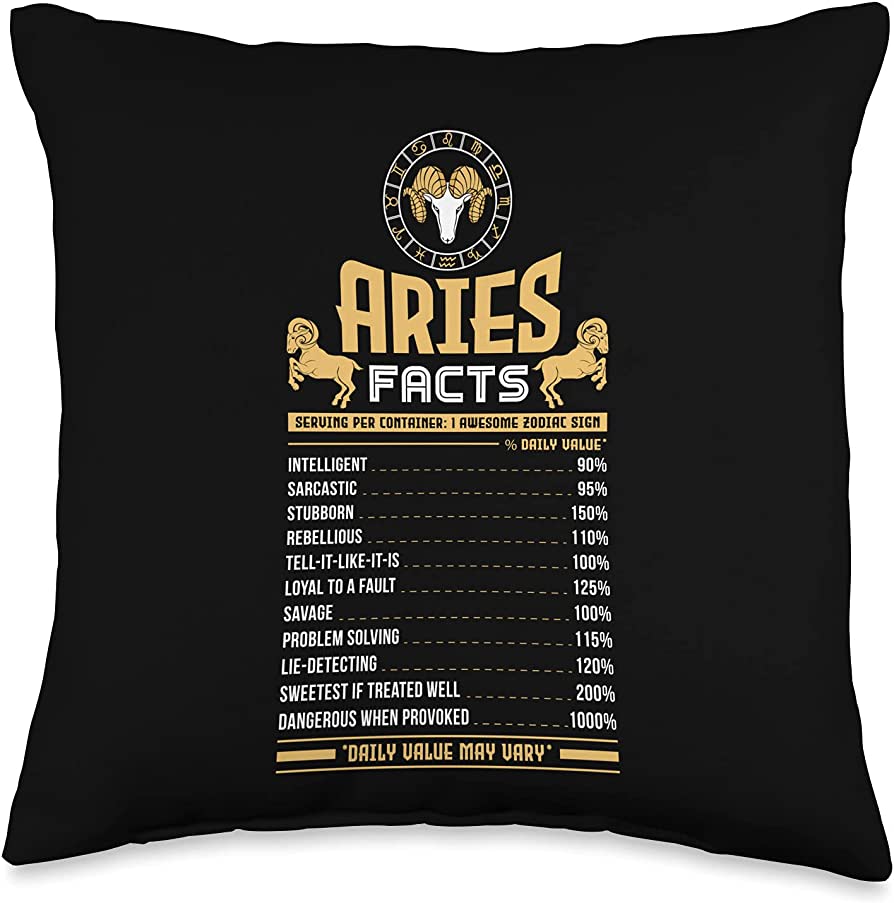 ARIES
FACTS
SERVING PER CONTAINER: 1 AWESOME ZODIAC SIGN
% DAILY VALUE*
INTELLIGENT 90%
SARCASTIC 95%
STUBBORN 150%
REBELLIOUS 110%
TELL-IT-LIKE-IT-IS 100%
LOYAL TO A FAULT 125%
SAVAGE 100%
PROBLEM SOLVING 115%
LIE-DETECTING 120%
SWEETEST IF TREATED WELL 200%
DANGEROUS WHEN PROVOKED 1000%
*DAILY VALUE MAY VARY*